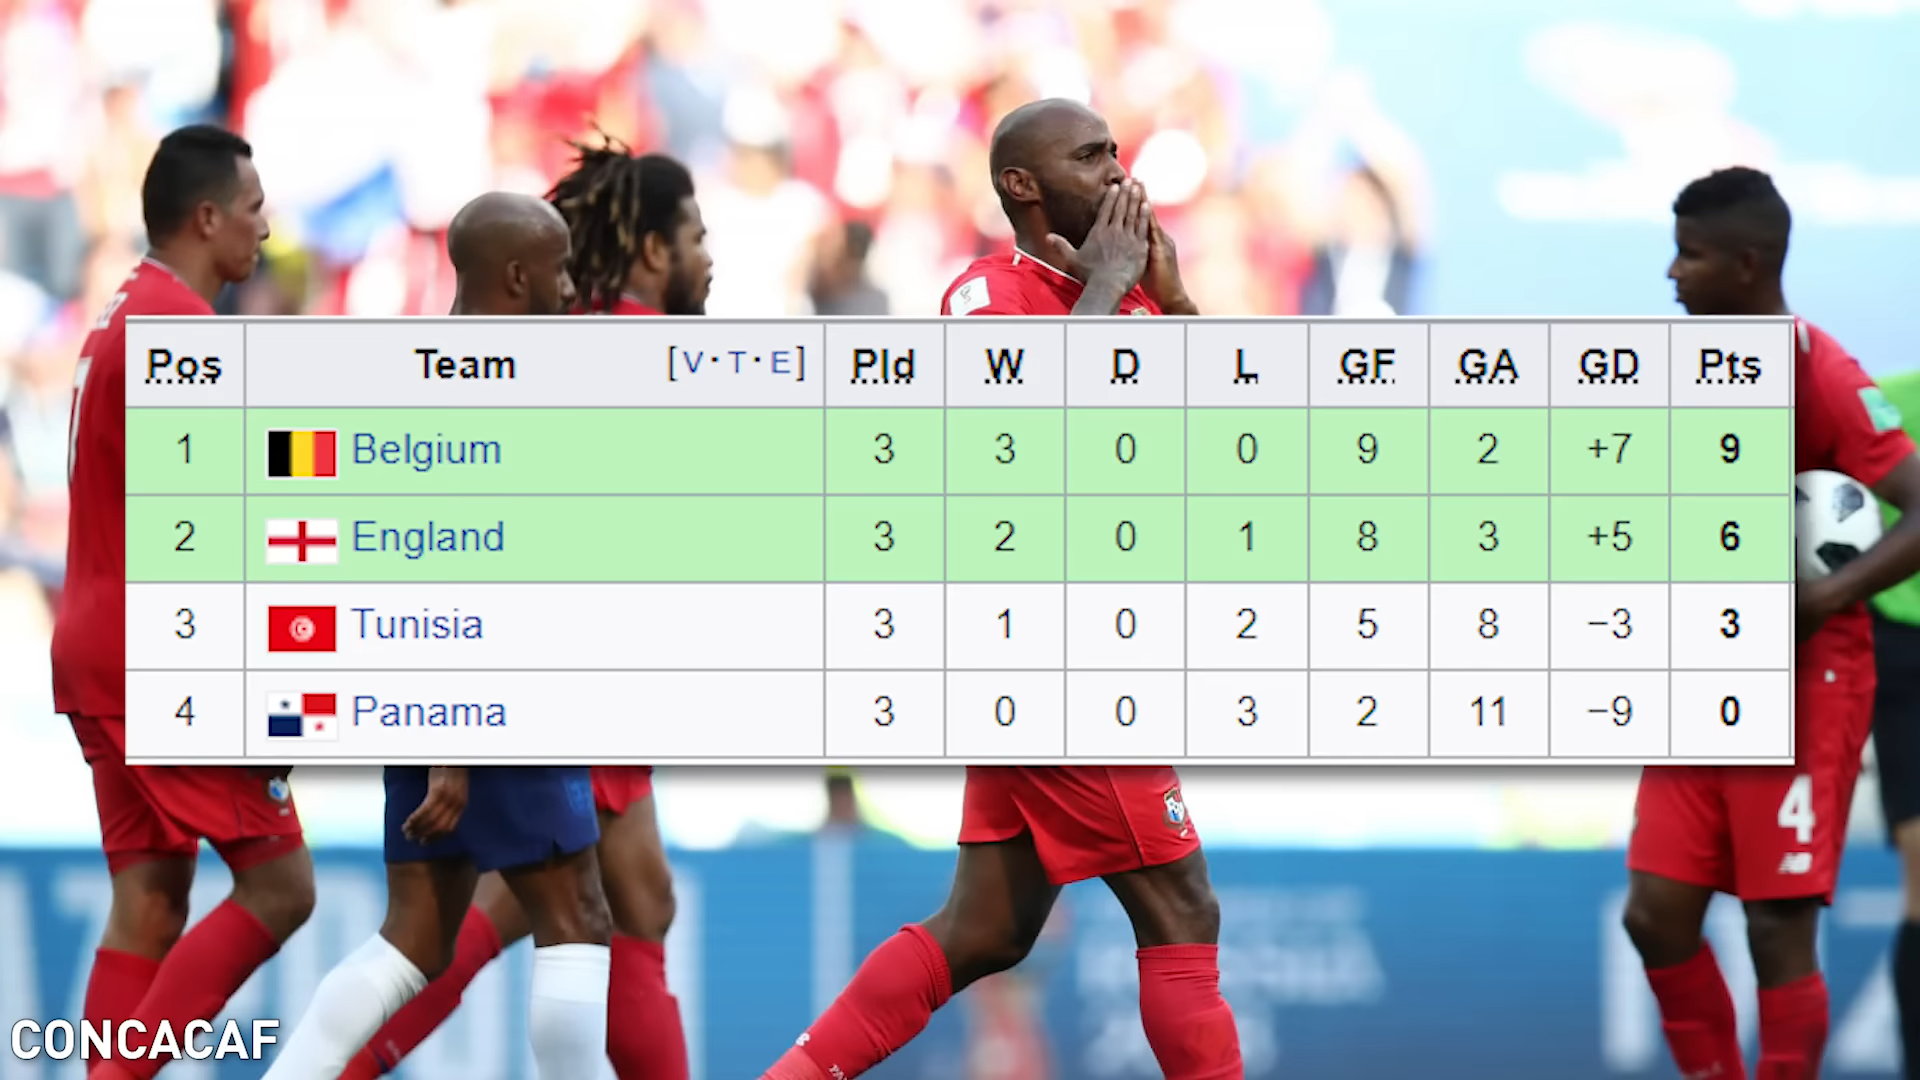 Pos Team [V·T·E] Pld W D L GF GA GD Pts
1 Belgium 3 3 0 0 9 2 +7 9
2 England 3 2 0 1 8 3 +5 6
3 Tunisia 3 1 0 2 5 8 −3 3
4 Panama 3 0 0 3 2 11 −9 0
4
CONCACAF